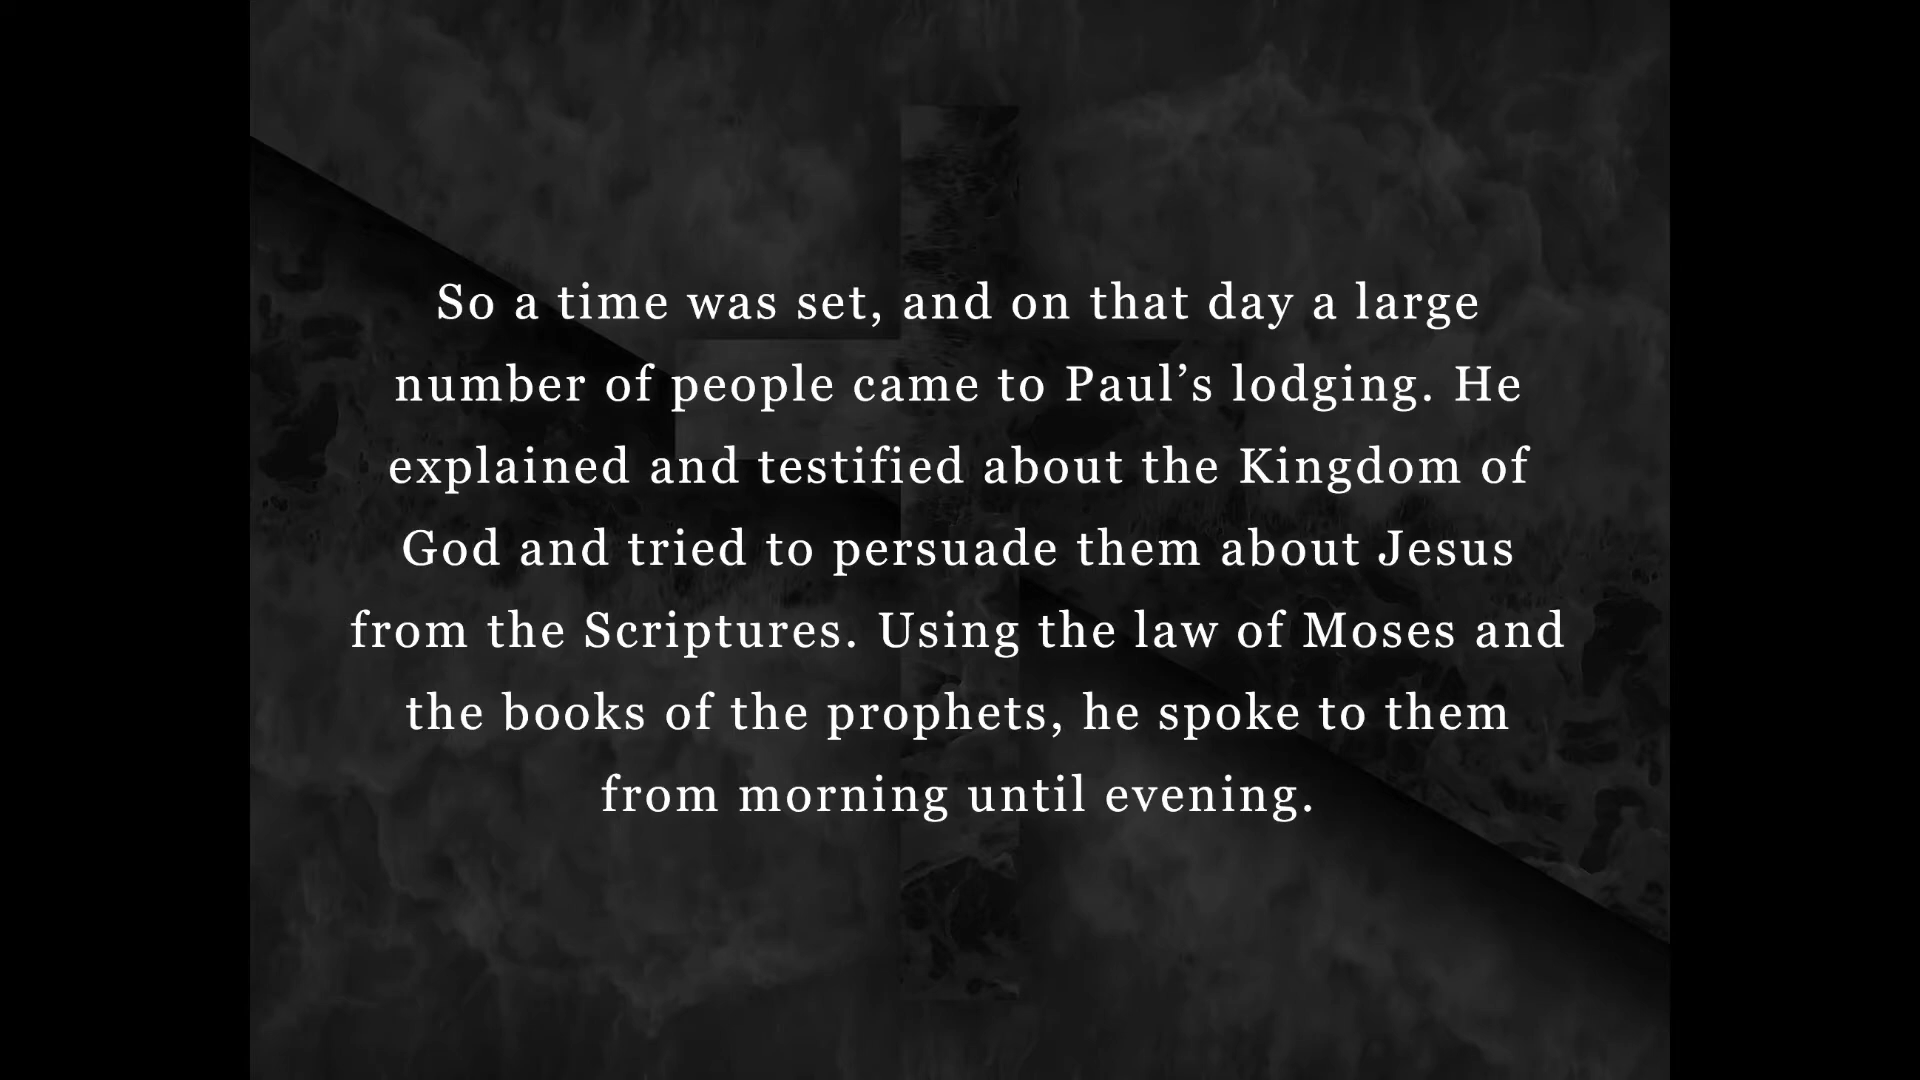 So a time was set, and on that day a large
number of people came to Paul’s lodging. He
explained and testified about the Kingdom of
God and tried to persuade them about Jesus
from the Scriptures. Using the law of Moses and
the books of the prophets, he spoke to them
from morning until evening.